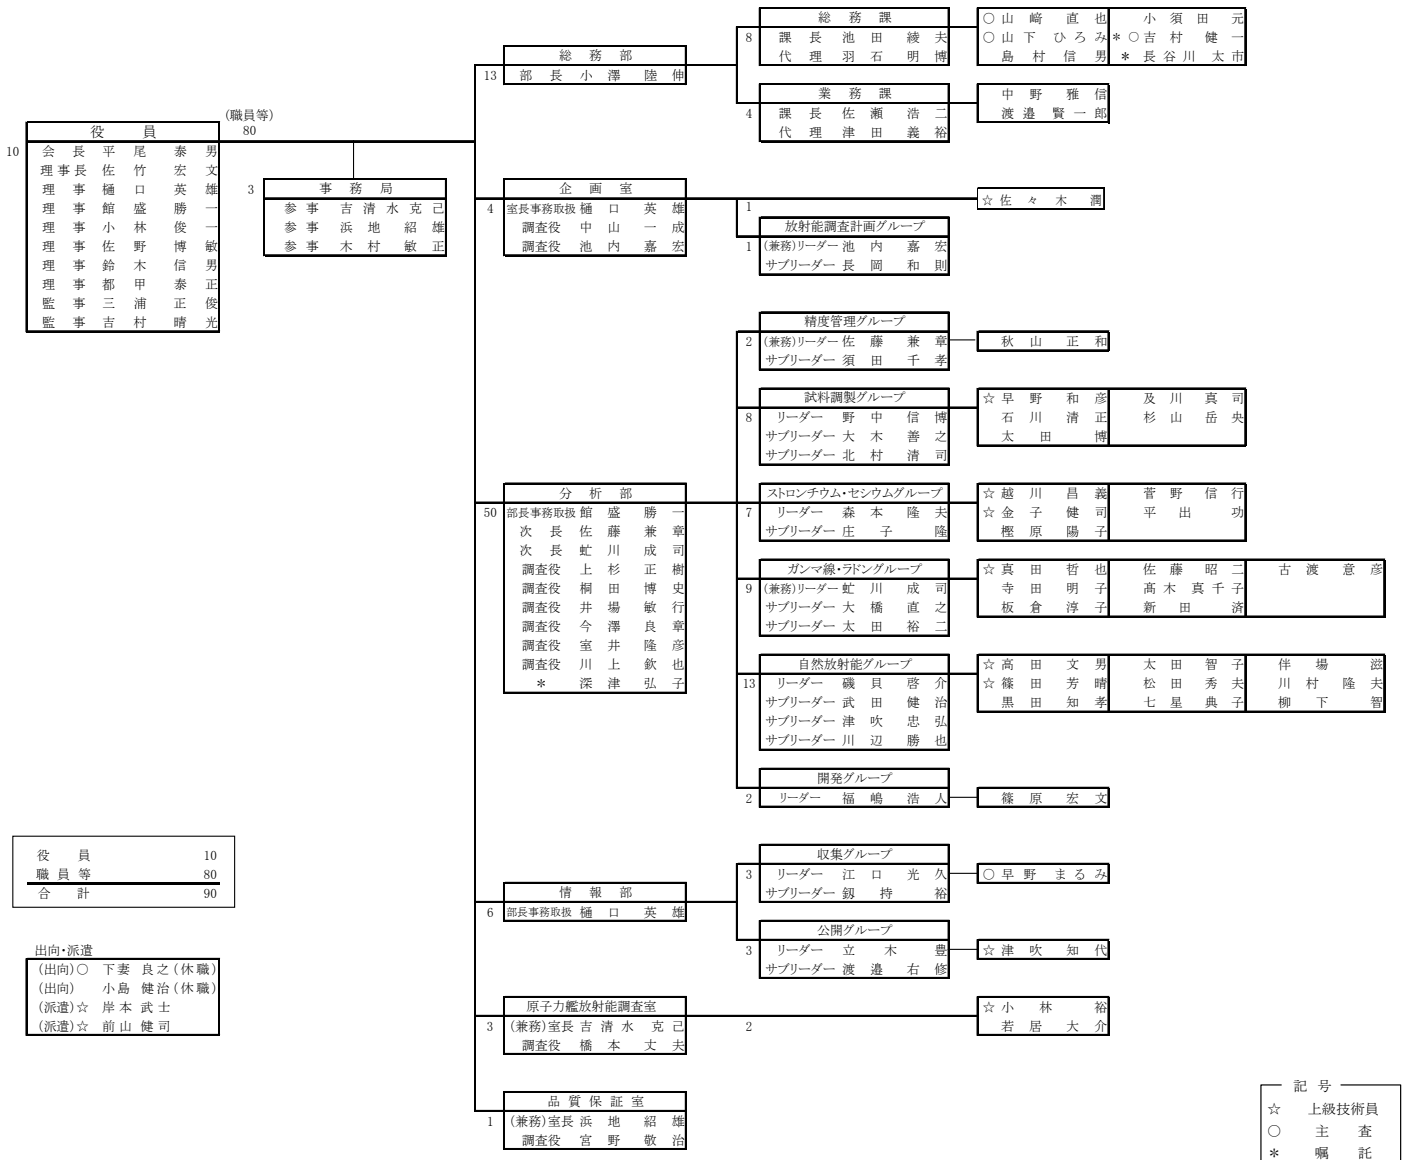 (職員等)
80
役員
10
会長 平尾泰男
理事長 佐竹宏文
理事 樋口英雄
理事 館盛勝一
理事 小林俊一
理事 佐野博敏
理事 鈴木信男
理事 都甲泰正
監事 三浦正俊
監事 吉村晴光
事務局
3
参事 吉清水克己
参事 浜地紹雄
参事 木村敏正
総務部
13 部長 小澤陸伸
総務課
8 課長 池田綾夫
代理 羽石明博
○山﨑直也 小須田元
○山下ひろみ *○吉村健一
島村信男 *長谷川太市
業務課
4 課長 佐瀬浩二
代理 津田義裕
中野雅信
渡邉賢一郎
企画室
4 室長事務取扱 樋口英雄
調査役 中山一成
調査役 池内嘉宏
1
☆佐々木潤
放射能調査計画グループ
1 (兼務)リーダー 池内嘉宏
サブリーダー 長岡和則
分析部
50 部長事務取扱 館盛勝一
次長 佐藤兼章
次長 虻川成司
調査役 上杉正樹
調査役 桐田博史
調査役 井場敏行
調査役 今澤良章
調査役 室井隆彦
調査役 川上欽也
* 深津弘子
精度管理グループ
2 (兼務)リーダー 佐藤兼章
サブリーダー 須田千孝
秋山正和
試料調製グループ
8 リーダー 野中信博
サブリーダー 大木善之
サブリーダー 北村清司
☆早野和彦 及川真司
石川清正 杉山岳央
太田博
ストロンチウム・セシウムグループ
7 リーダー 森本隆夫
サブリーダー 庄子隆
☆越川昌義 菅野信行
☆金子健司 平出功
樫原陽子
ガンマ線・ラドングループ
9 (兼務)リーダー 虻川成司
サブリーダー 大橋直之
サブリーダー 太田裕二
☆真田哲也 佐藤昭二 古渡意彦
寺田明子 髙木真千子
板倉淳子 新田済
自然放射能グループ
13 リーダー 磯貝啓介
サブリーダー 武田健治
サブリーダー 津吹忠弘
サブリーダー 川辺勝也
☆高田文男 太田智子 伴場滋
☆篠田芳晴 松田秀夫 川村隆夫
黒田知孝 七星典子 柳下智
開発グループ
2 リーダー 福嶋浩人
篠原宏文
情報部
6 部長事務取扱 樋口英雄
収集グループ
3 リーダー 江口光久
サブリーダー 釼持裕
○早野まるみ
公開グループ
3 リーダー 立木豊
サブリーダー 渡邉右修
☆津吹知代
原子力艦放射能調査室
3 (兼務)室長 吉清水克己
調査役 橋本丈夫
2
☆小林裕
若居大介
品質保証室
1 (兼務)室長 浜地紹雄
調査役 宮野敬治
役員 10
職員等 80
合計 90
出向・派遣
(出向)○ 下妻良之(休職)
(出向) 小島健治(休職)
(派遣)☆ 岸本武士
(派遣)☆ 前山健司
記号
☆ 上級技術員
○ 主査
* 嘱託